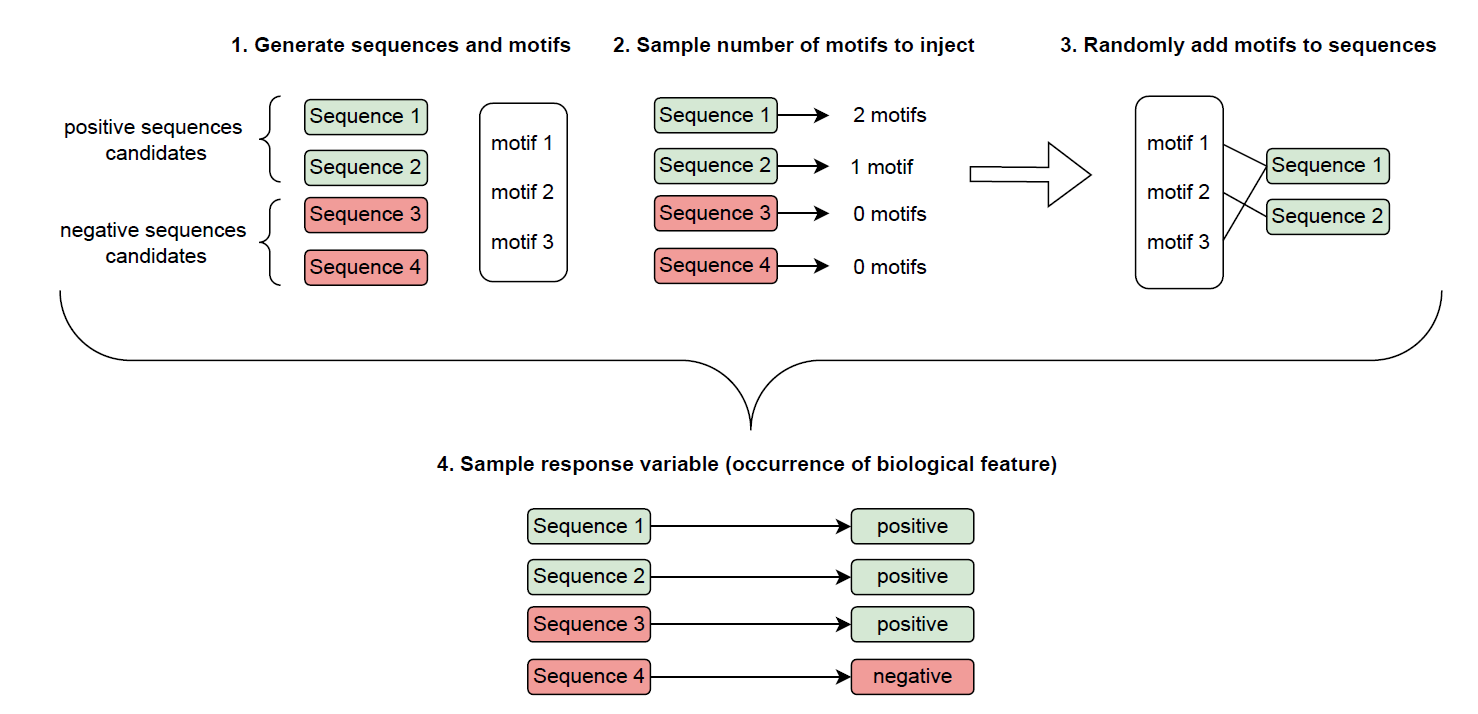 1. Generate sequences and motifs
positive sequences
candidates
negative sequences
candidates
Sequence 1
Sequence 2
Sequence 3
Sequence 4
motif 1
motif 2
motif 3
2. Sample number of motifs to inject
Sequence 1
2 motifs
Sequence 2
1 motif
Sequence 3
0 motifs
Sequence 4
0 motifs
3. Randomly add motifs to sequences
motif 1
motif 2
motif 3
Sequence 1
Sequence 2
4. Sample response variable (occurrence of biological feature)
Sequence 1
positive
Sequence 2
positive
Sequence 3
positive
Sequence 4
negative